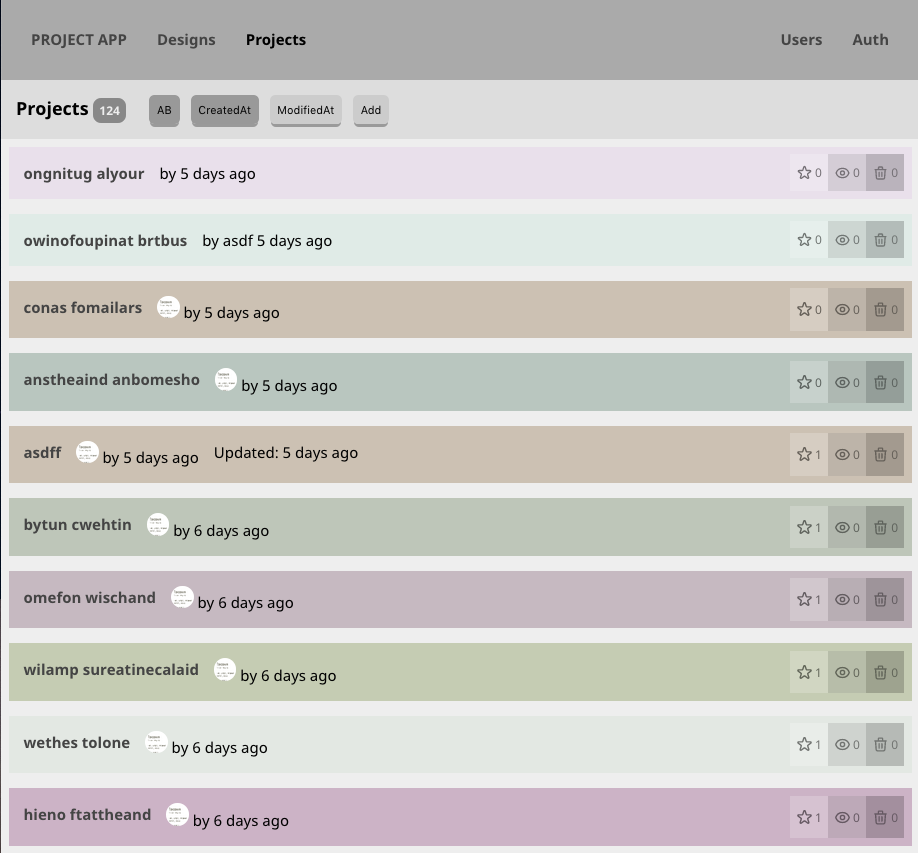 PROJECT APP Designs Projects Users Auth
Projects 124 AB CreatedAt ModifiedAt Add
ongnitug alyour by 5 days ago 0 0 0
owinofoupinat brtbus by asdf 5 days ago 0 0 0
conas fomailars by 5 days ago 0 0 0
anstheaind anbomesho by 5 days ago 0 0 0
asdff by 5 days ago Updated: 5 days ago 1 0 0
bytun cwehtin by 6 days ago 1 0 0
omefon wischand by 6 days ago 1 0 0
wilamp sureatinecalaid by 6 days ago 1 0 0
wethes tolone by 6 days ago 1 0 0
hieno ftattheand by 6 days ago 1 0 0